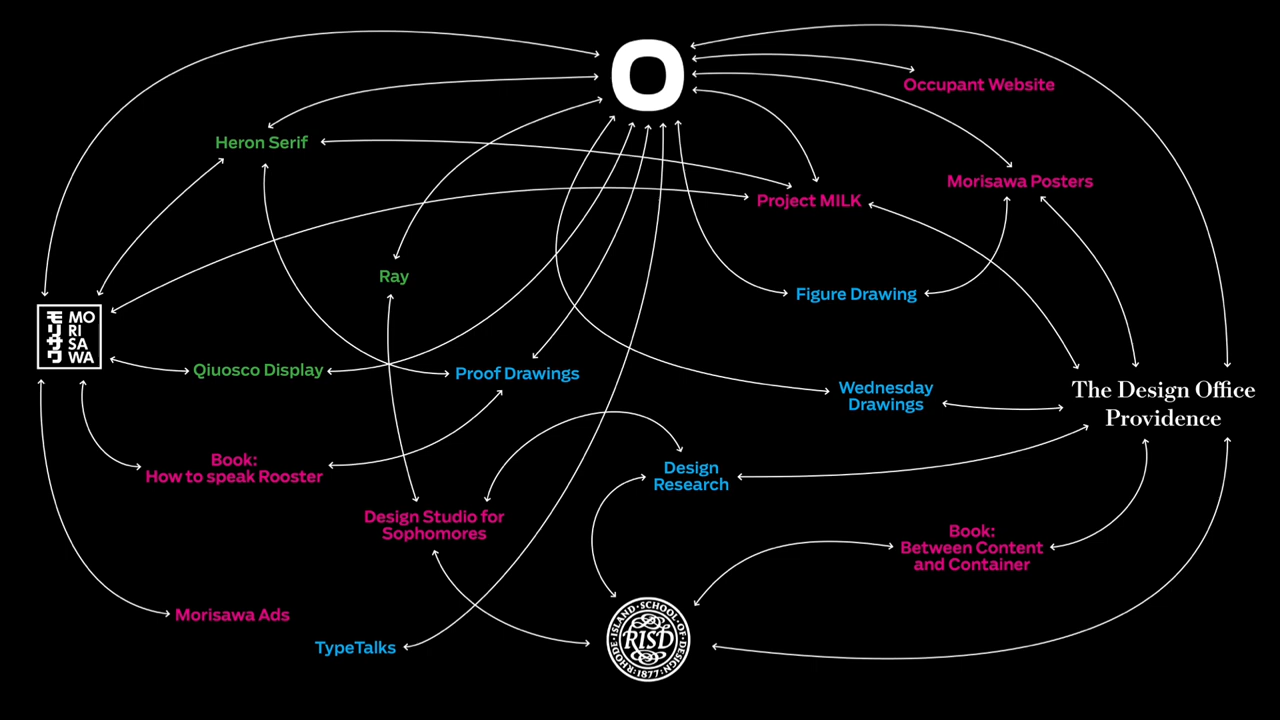 O
Occupant Website
Heron Serif
Morisawa Posters
Project MILK
Ray
Figure Drawing
モリサワ
MO
RI
SA
WA
Qiuosco Display
Proof Drawings
Wednesday
Drawings
The Design Office
Providence
Book:
How to speak Rooster
Design
Research
Design Studio for
Sophomores
Book:
Between Content
and Container
Morisawa Ads
TypeTalks
RHODE·ISLAND·SCHOOL·OF·DESIGN·
RISD
·1877·